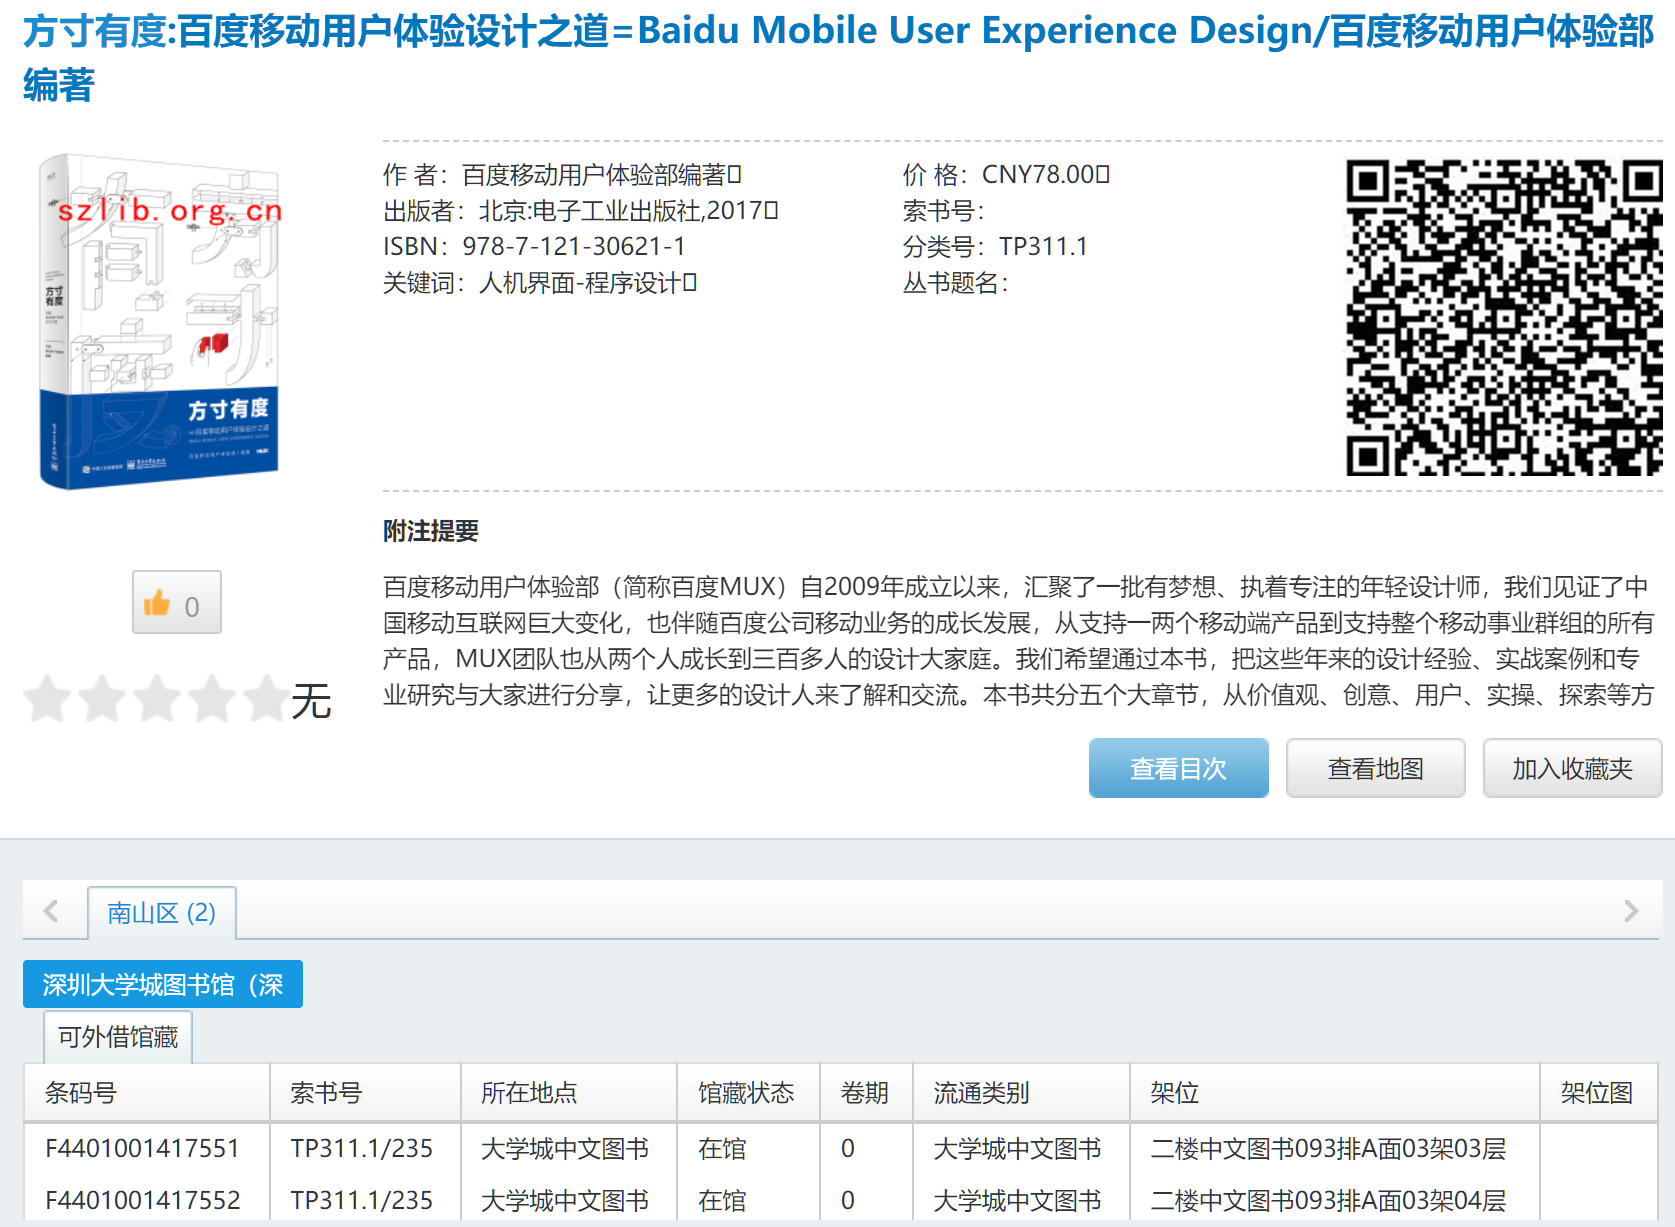 方寸有度:百度移动用户体验设计之道=Baidu Mobile User Experience Design/百度移动用户体验部
编著
szlib.org.cn
方寸
有度
方寸有度
作 者：百度移动用户体验部编著
出版者：北京:电子工业出版社,2017
ISBN：978-7-121-30621-1
关键词：人机界面-程序设计
价 格：CNY78.00
索书号：
分类号：TP311.1
丛书题名：
附注提要
百度移动用户体验部（简称百度MUX）自2009年成立以来，汇聚了一批有梦想、执着专注的年轻设计师，我们见证了中
国移动互联网巨大变化，也伴随百度公司移动业务的成长发展，从支持一两个移动端产品到支持整个移动事业群组的所有
产品，MUX团队也从两个人成长到三百多人的设计大家庭。我们希望通过本书，把这些年来的设计经验、实战案例和专
业研究与大家进行分享，让更多的设计人来了解和交流。本书共分五个大章节，从价值观、创意、用户、实操、探索等方
0
无
查看目次 查看地图 加入收藏夹
南山区 (2)
深圳大学城图书馆（深
可外借馆藏
条码号 索书号 所在地点 馆藏状态 卷期 流通类别 架位 架位图
F4401001417551 TP311.1/235 大学城中文图书 在馆 0 大学城中文图书 二楼中文图书093排A面03架03层
F4401001417552 TP311.1/235 大学城中文图书 在馆 0 大学城中文图书 二楼中文图书093排A面03架04层